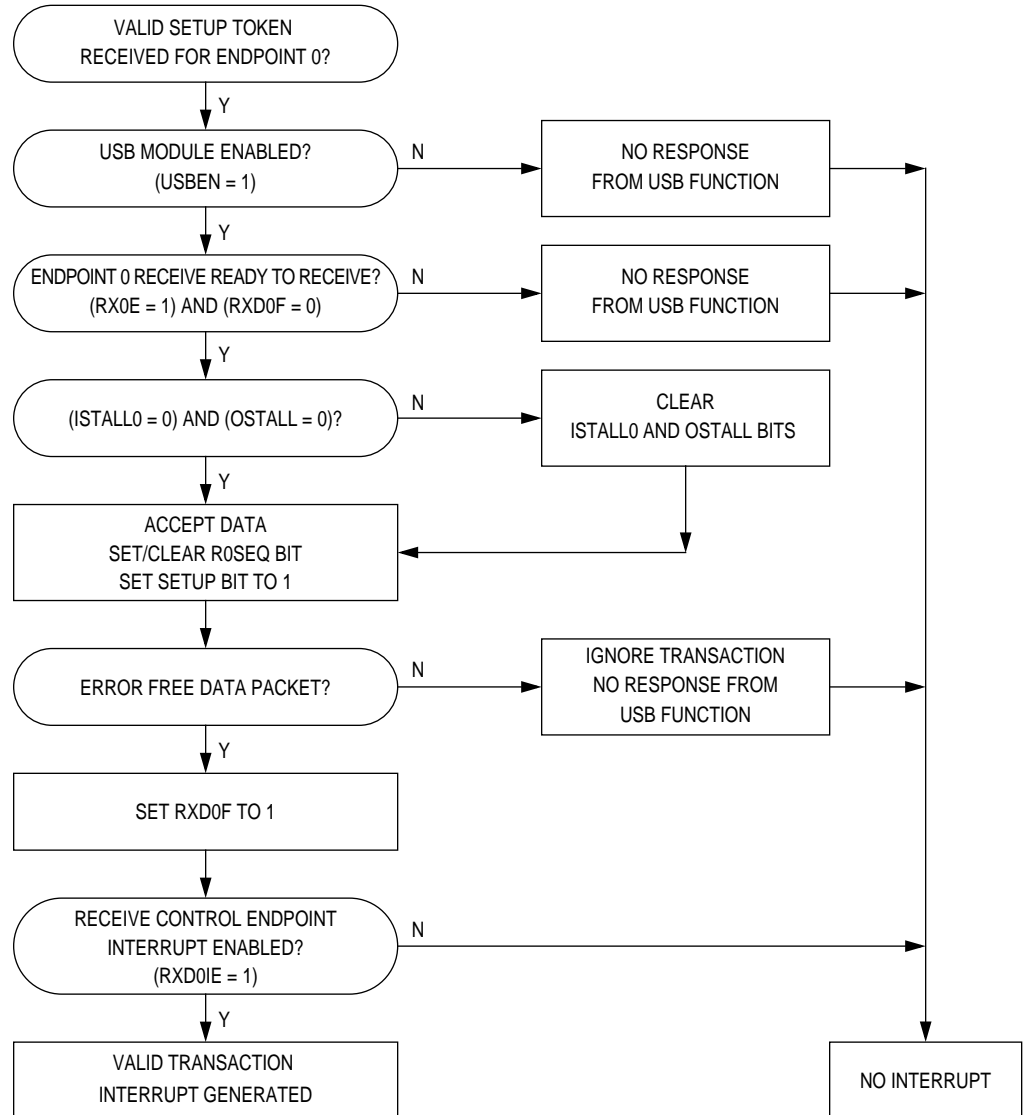 VALID SETUP TOKEN
RECEIVED FOR ENDPOINT 0?
Y
USB MODULE ENABLED?
(USBEN = 1)
N
NO RESPONSE
FROM USB FUNCTION
Y
ENDPOINT 0 RECEIVE READY TO RECEIVE?
(RX0E = 1) AND (RXD0F = 0)
N
NO RESPONSE
FROM USB FUNCTION
Y
(ISTALL0 = 0) AND (OSTALL = 0)?
N
CLEAR
ISTALL0 AND OSTALL BITS
Y
ACCEPT DATA
SET/CLEAR R0SEQ BIT
SET SETUP BIT TO 1
ERROR FREE DATA PACKET?
N
IGNORE TRANSACTION
NO RESPONSE FROM
USB FUNCTION
Y
SET RXD0F TO 1
RECEIVE CONTROL ENDPOINT
INTERRUPT ENABLED?
(RXD0IE = 1)
N
Y
VALID TRANSACTION
INTERRUPT GENERATED
NO INTERRUPT